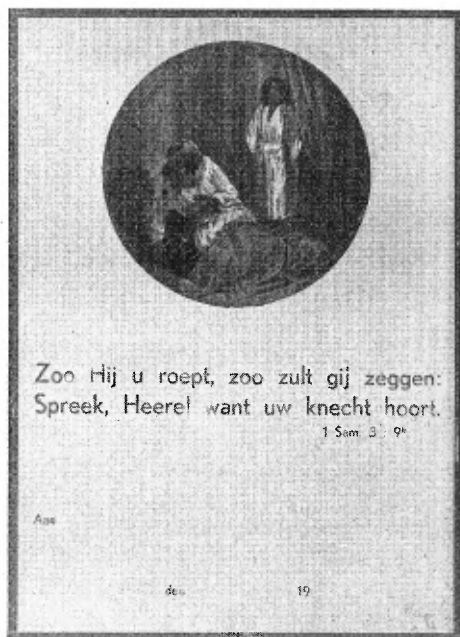 Zoo Hij u roept, zoo zult gij zeggen:
Spreek, Heere! want uw knecht hoort.
1 Sam. 3 : 9b
Aan
den 19